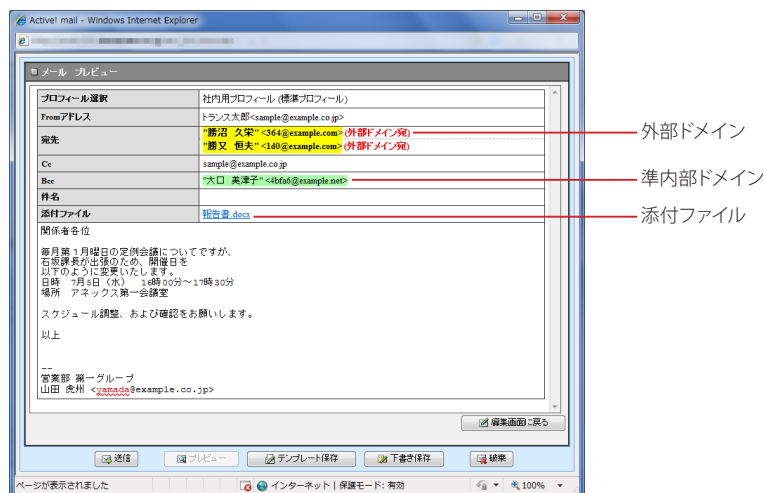 Active! mail - Windows Internet Explorer
メール プレビュー
プロフィール選択 社内用プロフィール (標準プロフィール)
Fromアドレス トランス太郎<sample@example.co.jp>
宛先 "勝沼 久栄" <364@example.com> (外部ドメイン宛)
"勝又 恒夫" <1d0@example.com> (外部ドメイン宛)
Cc sample@example.co.jp
Bcc "大口 美津子" <4bfa6@example.net>
件名
添付ファイル 報告書.docx
外部ドメイン
準内部ドメイン
添付ファイル
関係者各位
毎月第１月曜日の定例会議についてですが、
石坂課長が出張のため、開催日を
以下のように変更いたします。
日時 7月5日（水） 16時00分～17時30分
場所 アネックス第一会議室
スケジュール調整、および確認をお願いします。
以上
--
営業部 第一グループ
山田 虎州 <yamada@example.co.jp>
編集画面に戻る
送信 プレビュー テンプレート保存 下書き保存 破棄
ページが表示されました インターネット | 保護モード: 有効 100%